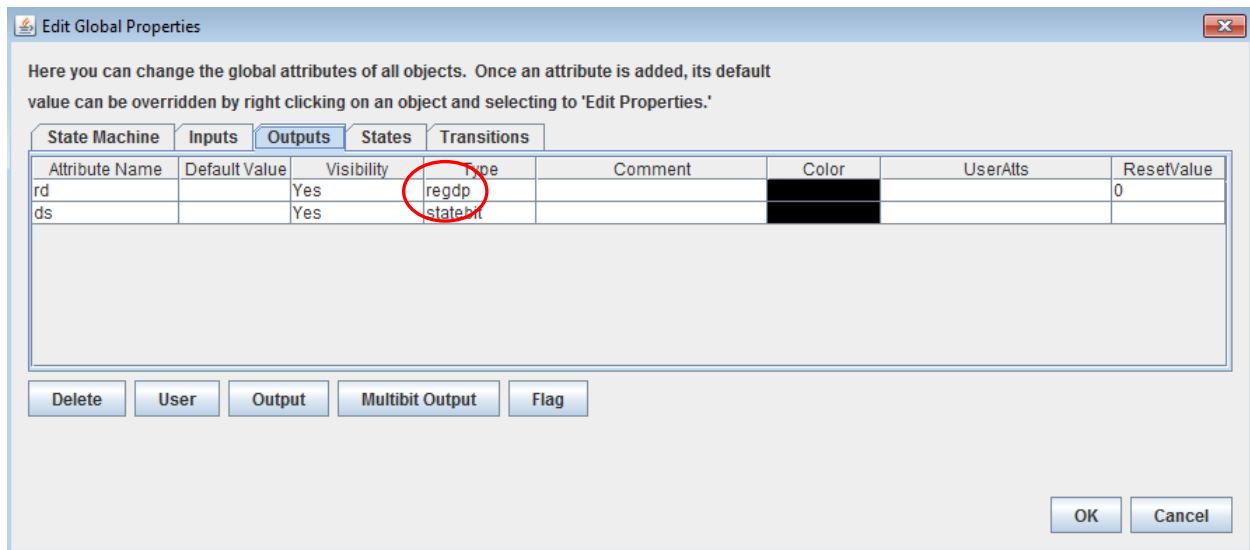 Edit Global Properties
Here you can change the global attributes of all objects. Once an attribute is added, its default
value can be overridden by right clicking on an object and selecting to 'Edit Properties.'
State Machine Inputs Outputs States Transitions
Attribute Name Default Value Visibility Type Comment Color UserAtts ResetValue
rd Yes regdp 0
ds Yes statebit
Delete User Output Multibit Output Flag
OK Cancel